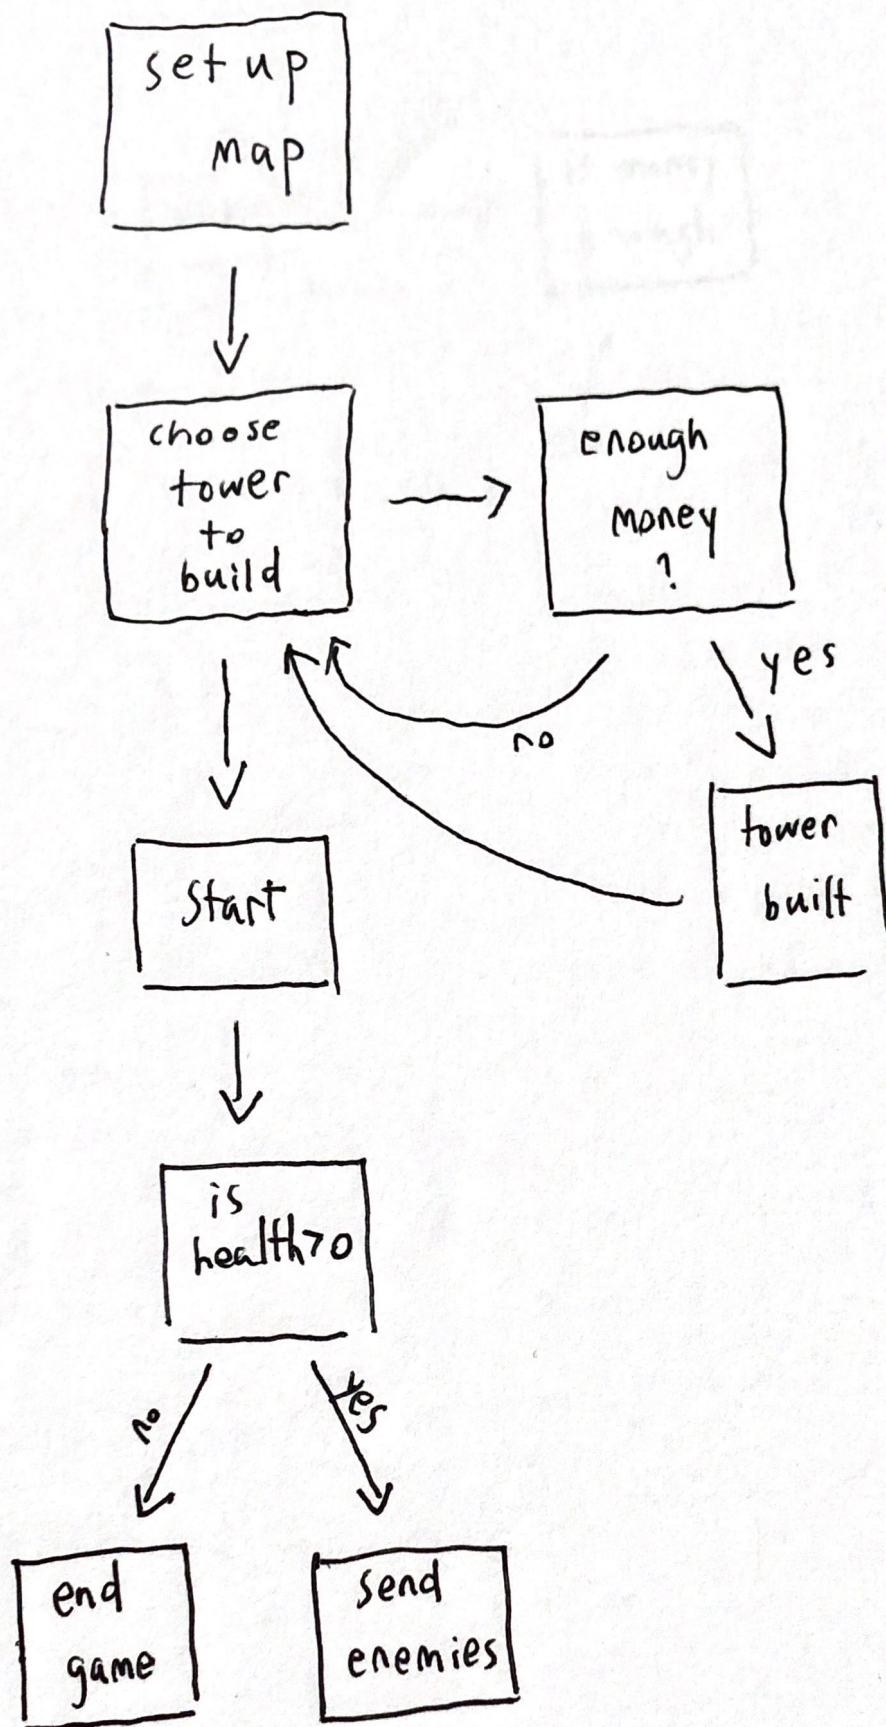 set up
map
choose
tower
to
build
enough
money
?
no
yes
tower
built
Start
is
health>0
no
Yes
end
game
send
enemies